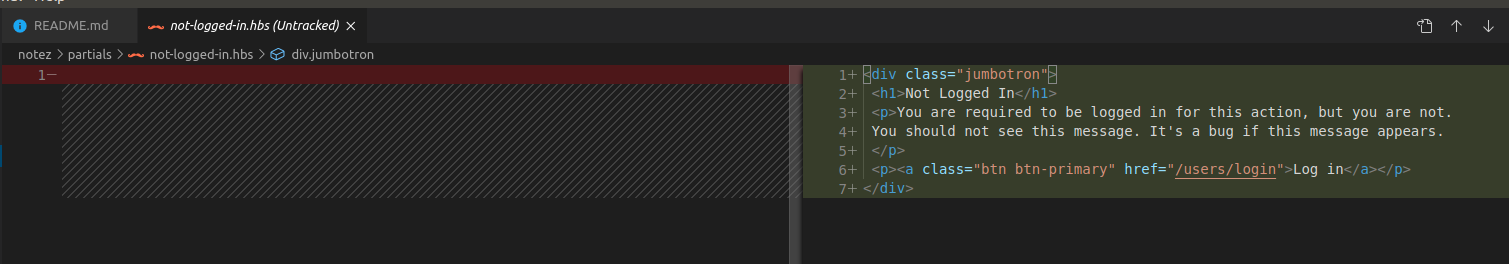 README.md
not-logged-in.hbs (Untracked)
notez > partials > not-logged-in.hbs > div.jumbotron
1−
1+ <div class="jumbotron">
2+ <h1>Not Logged In</h1>
3+ <p>You are required to be logged in for this action, but you are not.
4+ You should not see this message. It's a bug if this message appears.
5+ </p>
6+ <p><a class="btn btn-primary" href="/users/login">Log in</a></p>
7+ </div>